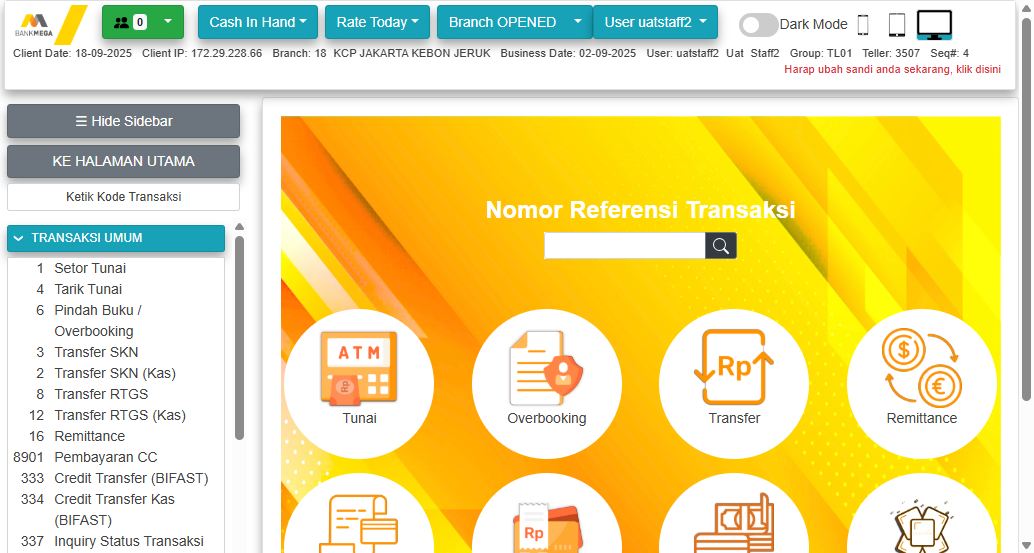 BANKMEGA
0
Cash In Hand
Rate Today
Branch OPENED
User uatstaff2
Dark Mode
Client Date: 18-09-2025 Client IP: 172.29.228.66 Branch: 18 KCP JAKARTA KEBON JERUK Business Date: 02-09-2025 User: uatstaff2 Uat Staff2 Group: TL01 Teller: 3507 Seq#: 4
Harap ubah sandi anda sekarang, klik disini
☰ Hide Sidebar
KE HALAMAN UTAMA
Ketik Kode Transaksi
TRANSAKSI UMUM
1 Setor Tunai
4 Tarik Tunai
6 Pindah Buku /
Overbooking
3 Transfer SKN
2 Transfer SKN (Kas)
8 Transfer RTGS
12 Transfer RTGS (Kas)
16 Remittance
8901 Pembayaran CC
333 Credit Transfer (BIFAST)
334 Credit Transfer Kas
(BIFAST)
337 Inquiry Status Transaksi
Nomor Referensi Transaksi
ATM
Rp
Tunai
Overbooking
Rp
Transfer
$
€
Remittance
Rp